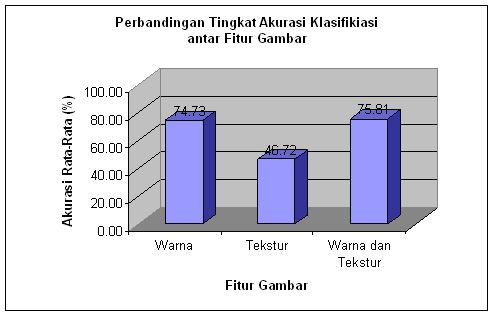 Perbandingan Tingkat Akurasi Klasifikiasi
antar Fitur Gambar
Akurasi Rata-Rata (%)
100.00
80.00
60.00
40.00
20.00
0.00
74.73
46.72
75.81
Warna
Tekstur
Warna dan
Tekstur
Fitur Gambar